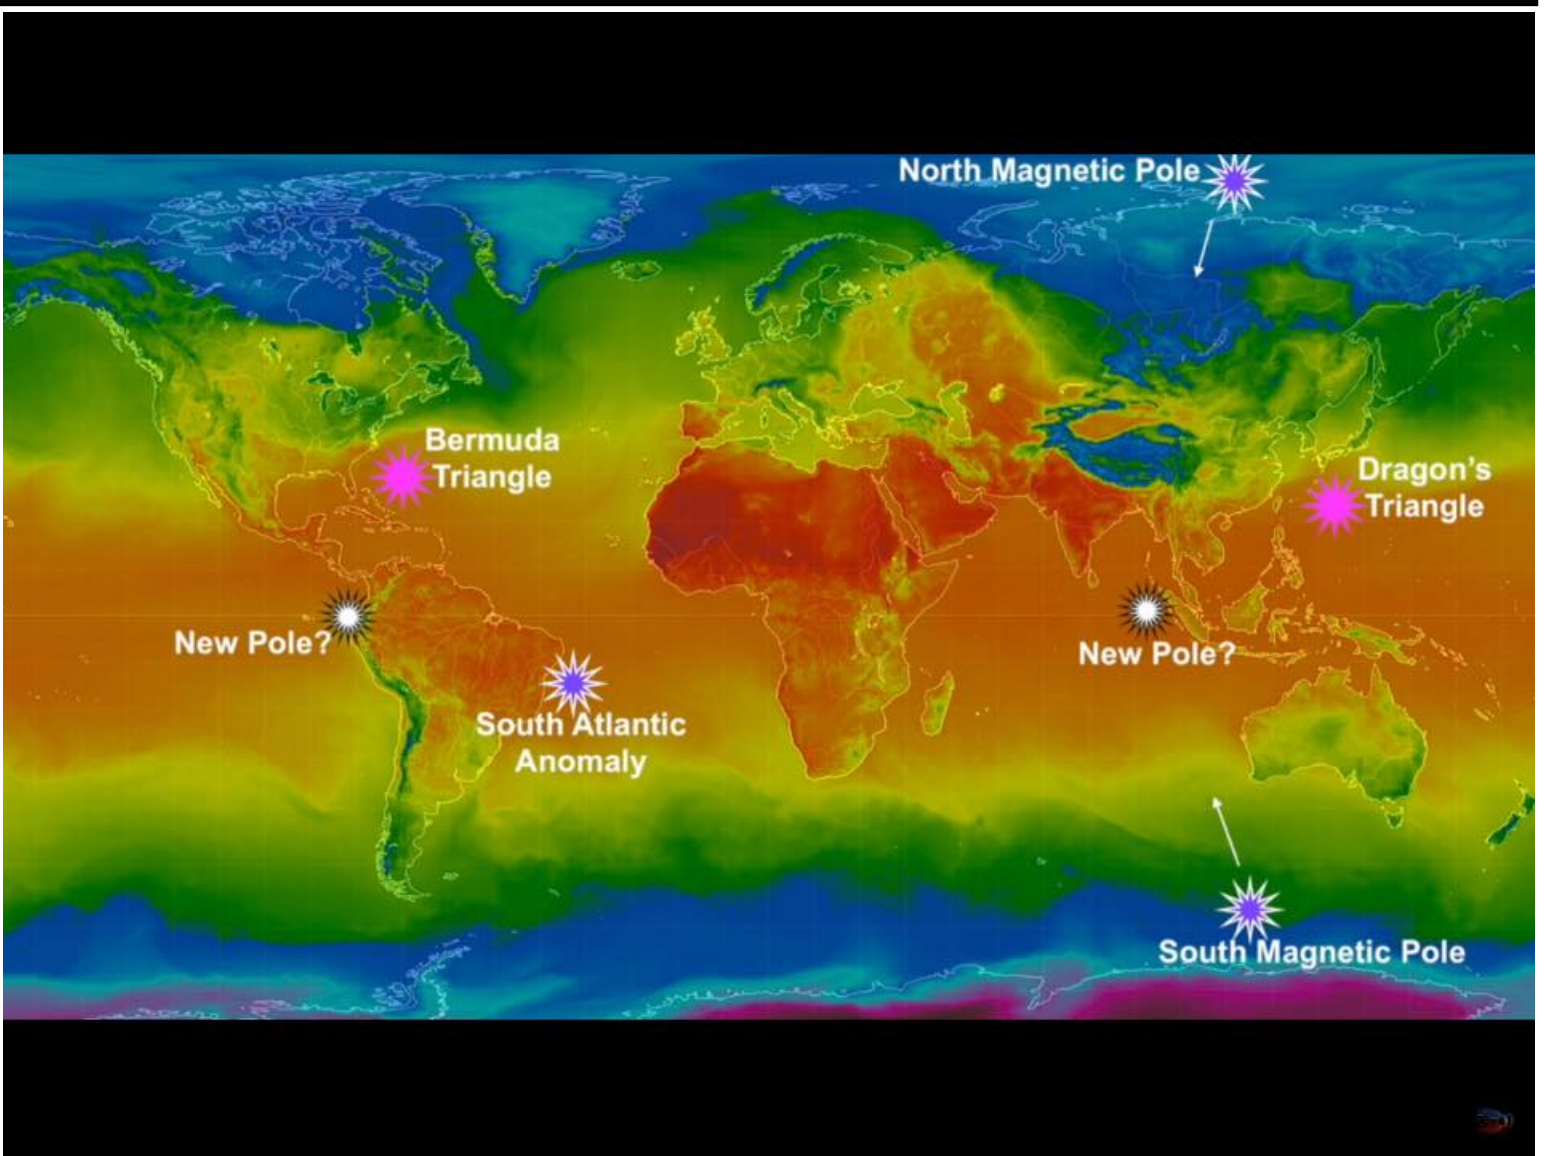 North Magnetic Pole
Bermuda
Triangle
Dragon's
Triangle
New Pole?
New Pole?
South Atlantic
Anomaly
South Magnetic Pole